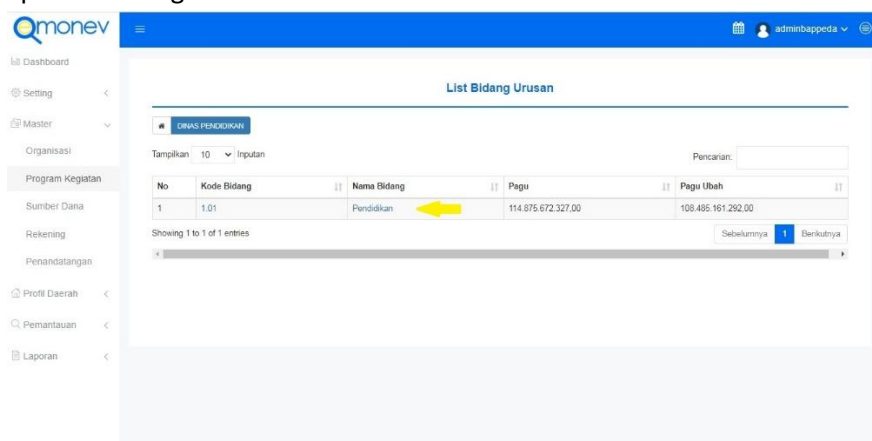 Qmonev
adminbappeda
Dashboard
Setting
Master
Organisasi
Program Kegiatan
Sumber Dana
Rekening
Penandatangan
Profil Daerah
Pemantauan
Laporan
List Bidang Urusan
DINAS PENDIDIKAN
Tampilkan 10 Inputan
Pencarian:
No Kode Bidang Nama Bidang Pagu Pagu Ubah
1 1.01 Pendidikan 114.875.672.327,00 108.485.161.292,00
Showing 1 to 1 of 1 entries
Sebelumnya 1 Berikutnya